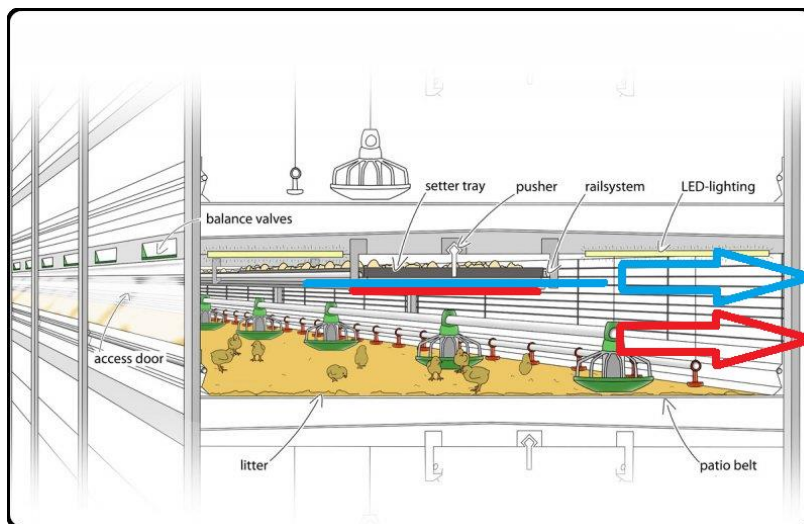 setter tray
pusher
railsystem
LED-lighting
balance valves
access door
litter
patio belt